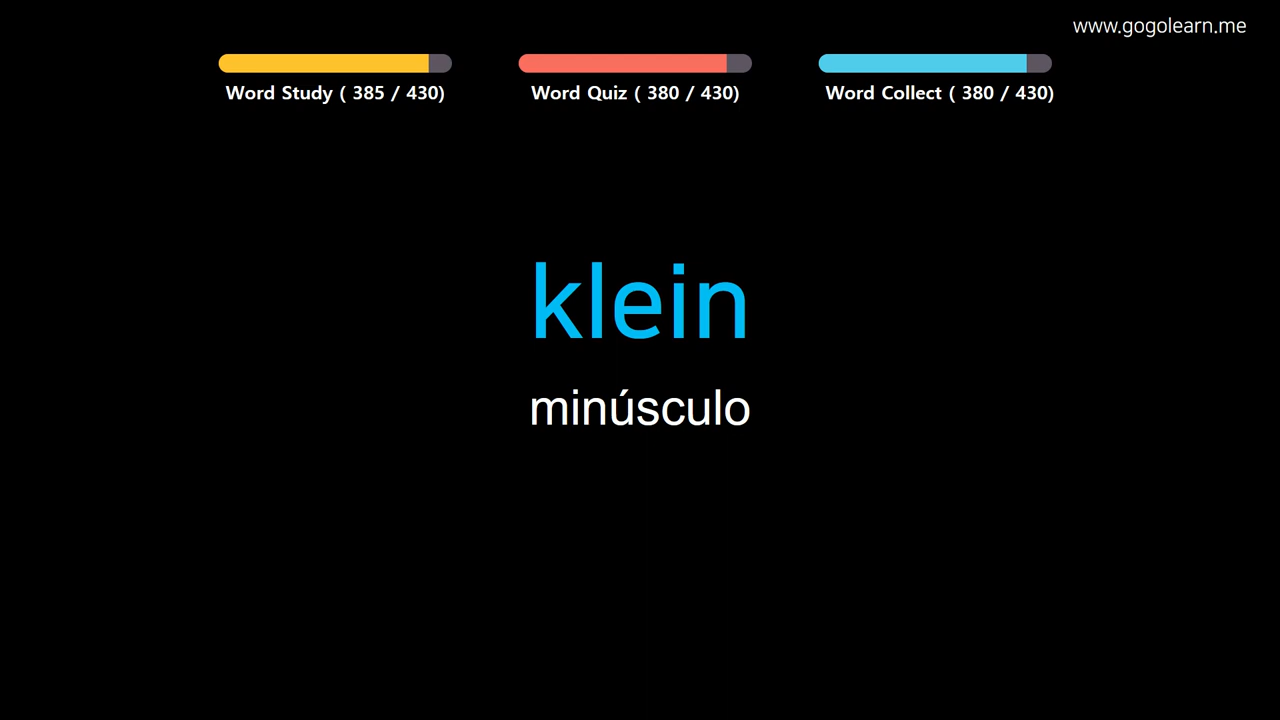 www.gogolearn.me
Word Study ( 385 / 430)
Word Quiz ( 380 / 430)
Word Collect ( 380 / 430)
klein
minúsculo